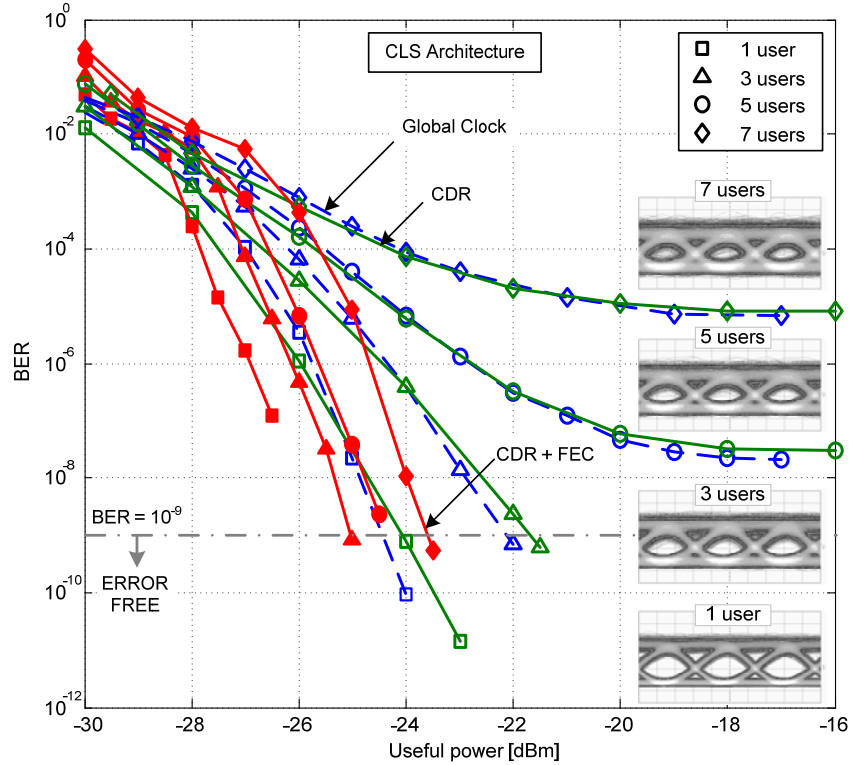 CLS Architecture
1 user
3 users
5 users
7 users
Global Clock
CDR
CDR + FEC
BER = 10⁻⁹
ERROR
FREE
7 users
5 users
3 users
1 user
BER
10⁰
10⁻²
10⁻⁴
10⁻⁶
10⁻⁸
10⁻¹⁰
10⁻¹²
−30 −28 −26 −24 −22 −20 −18 −16
Useful power [dBm]